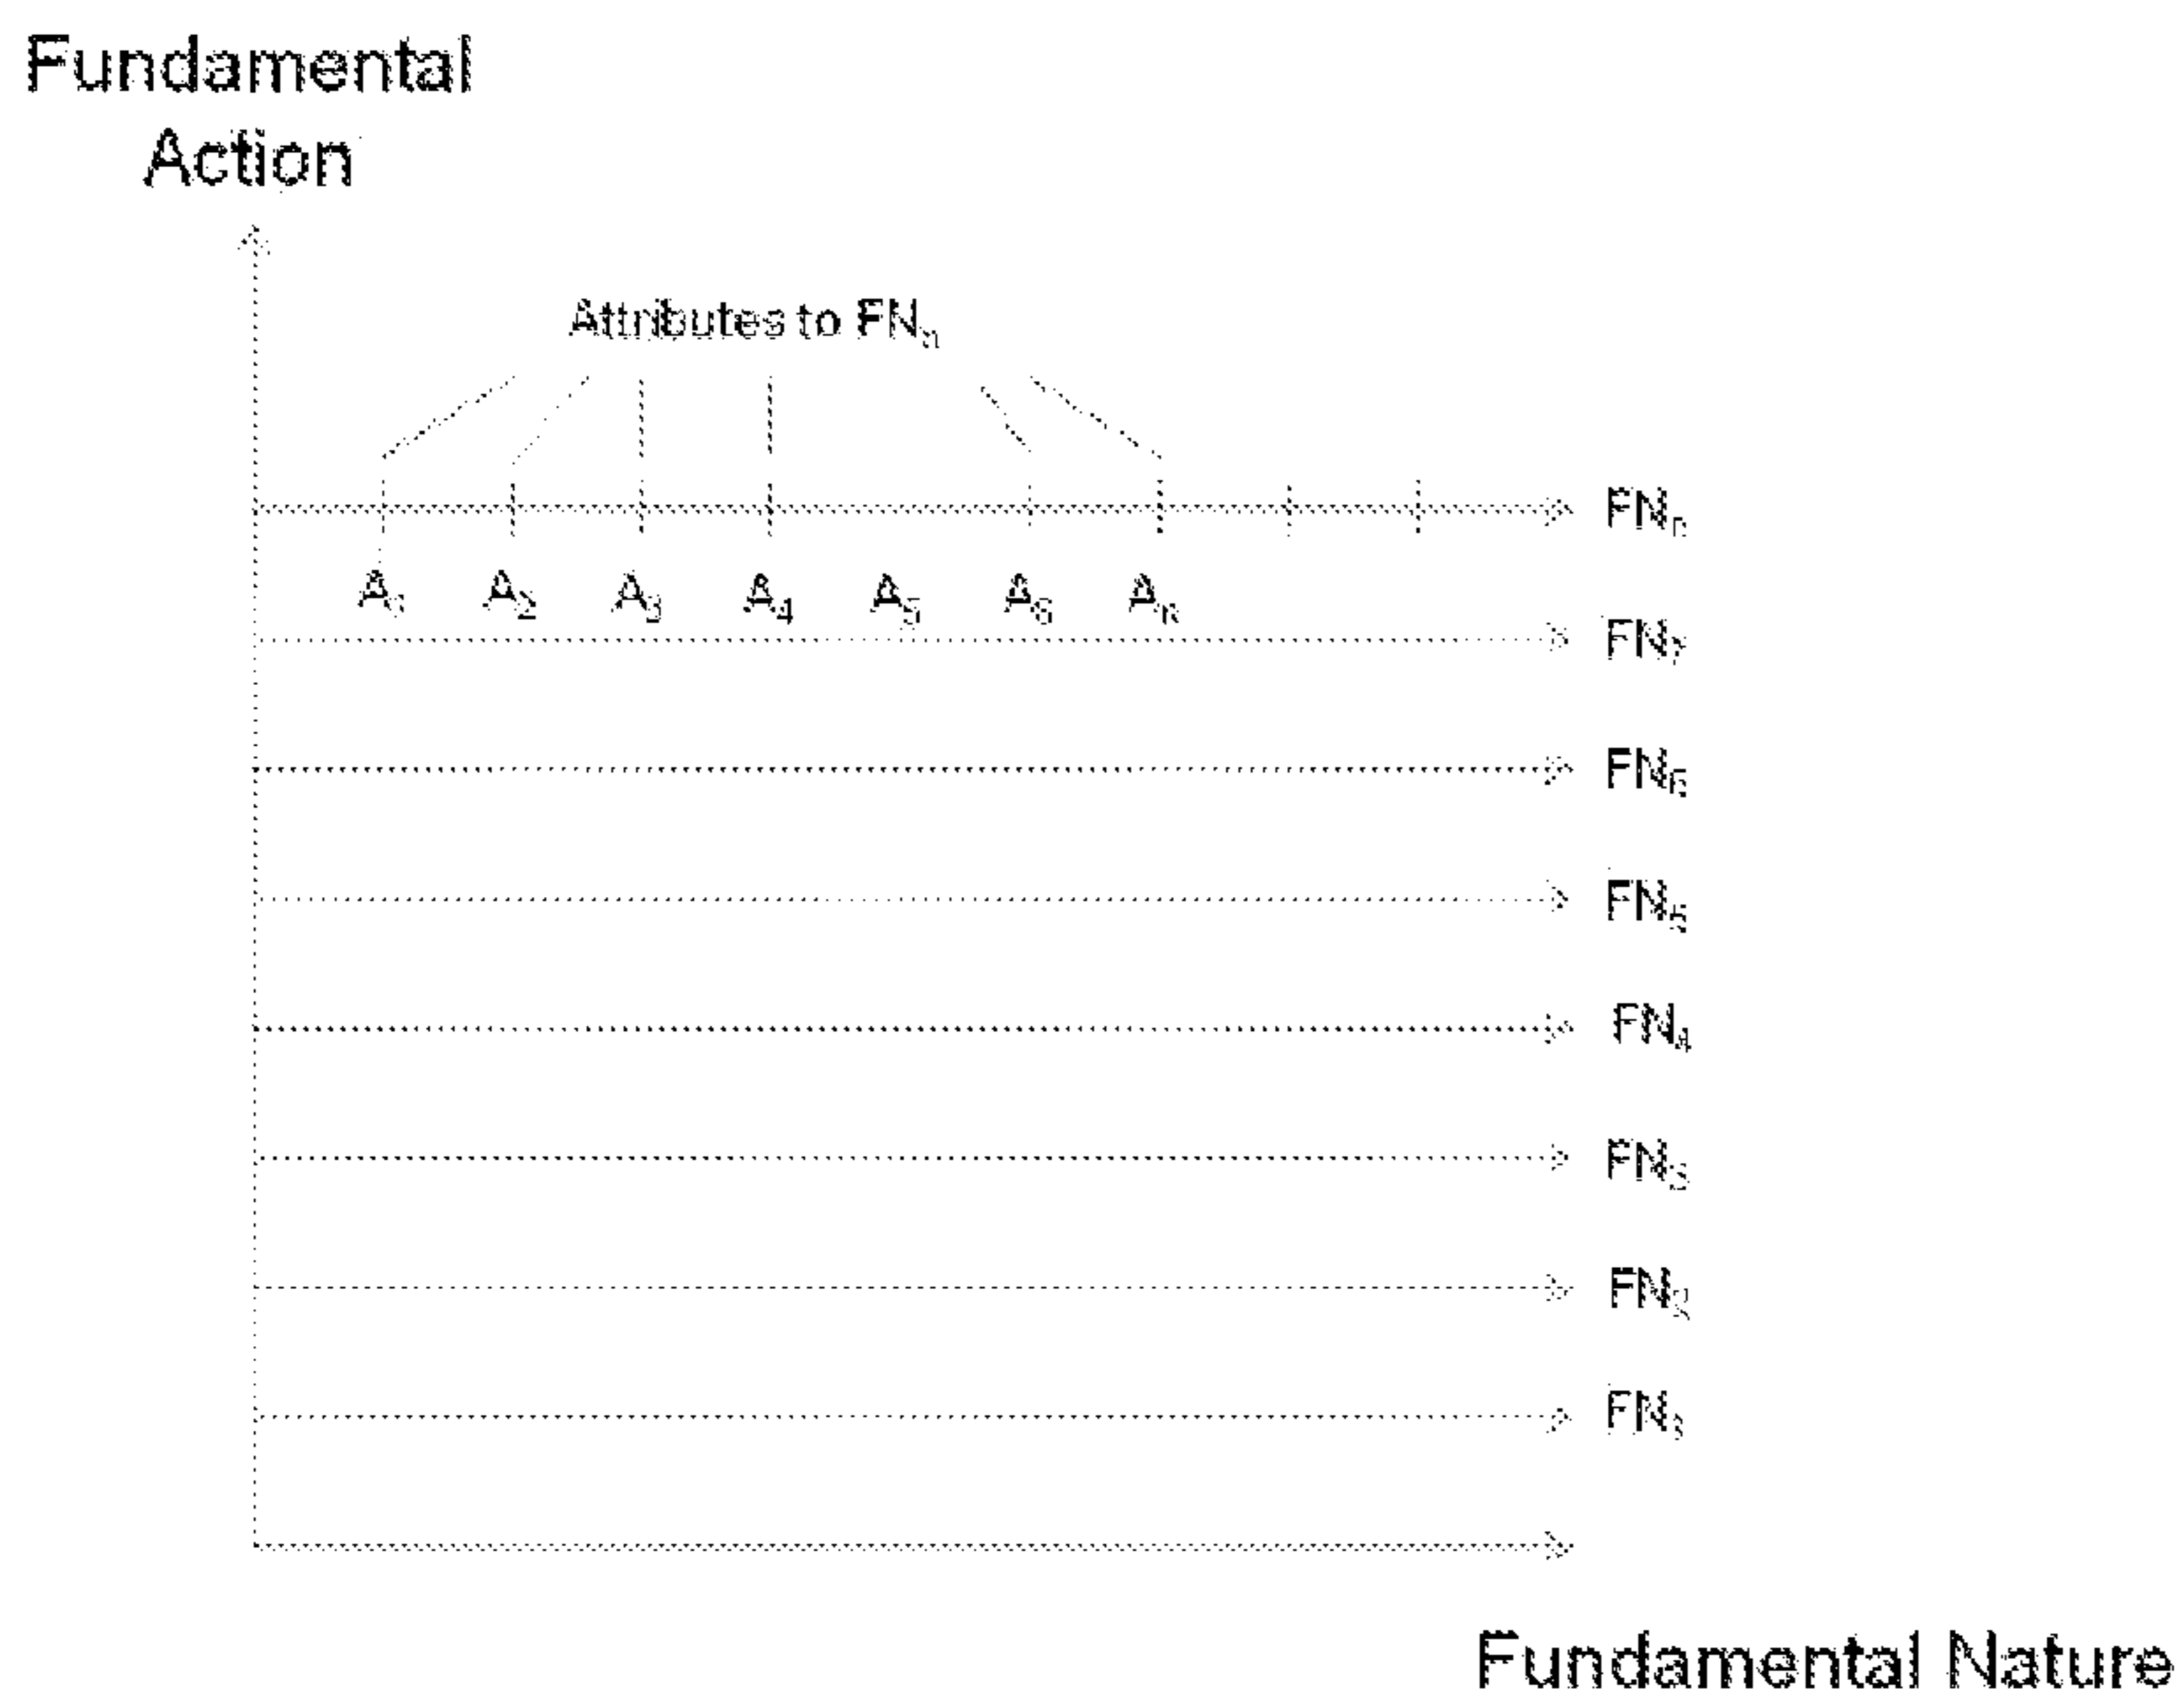 Fundamental
Action
Attributes to FNₙ
FNₙ
A₁ A₂ A₃ A₄ A₅ A₆ Aₙ
FN₇
FN₆
FN₅
FN₄
FN₃
FN₂
FN₁
Fundamental Nature